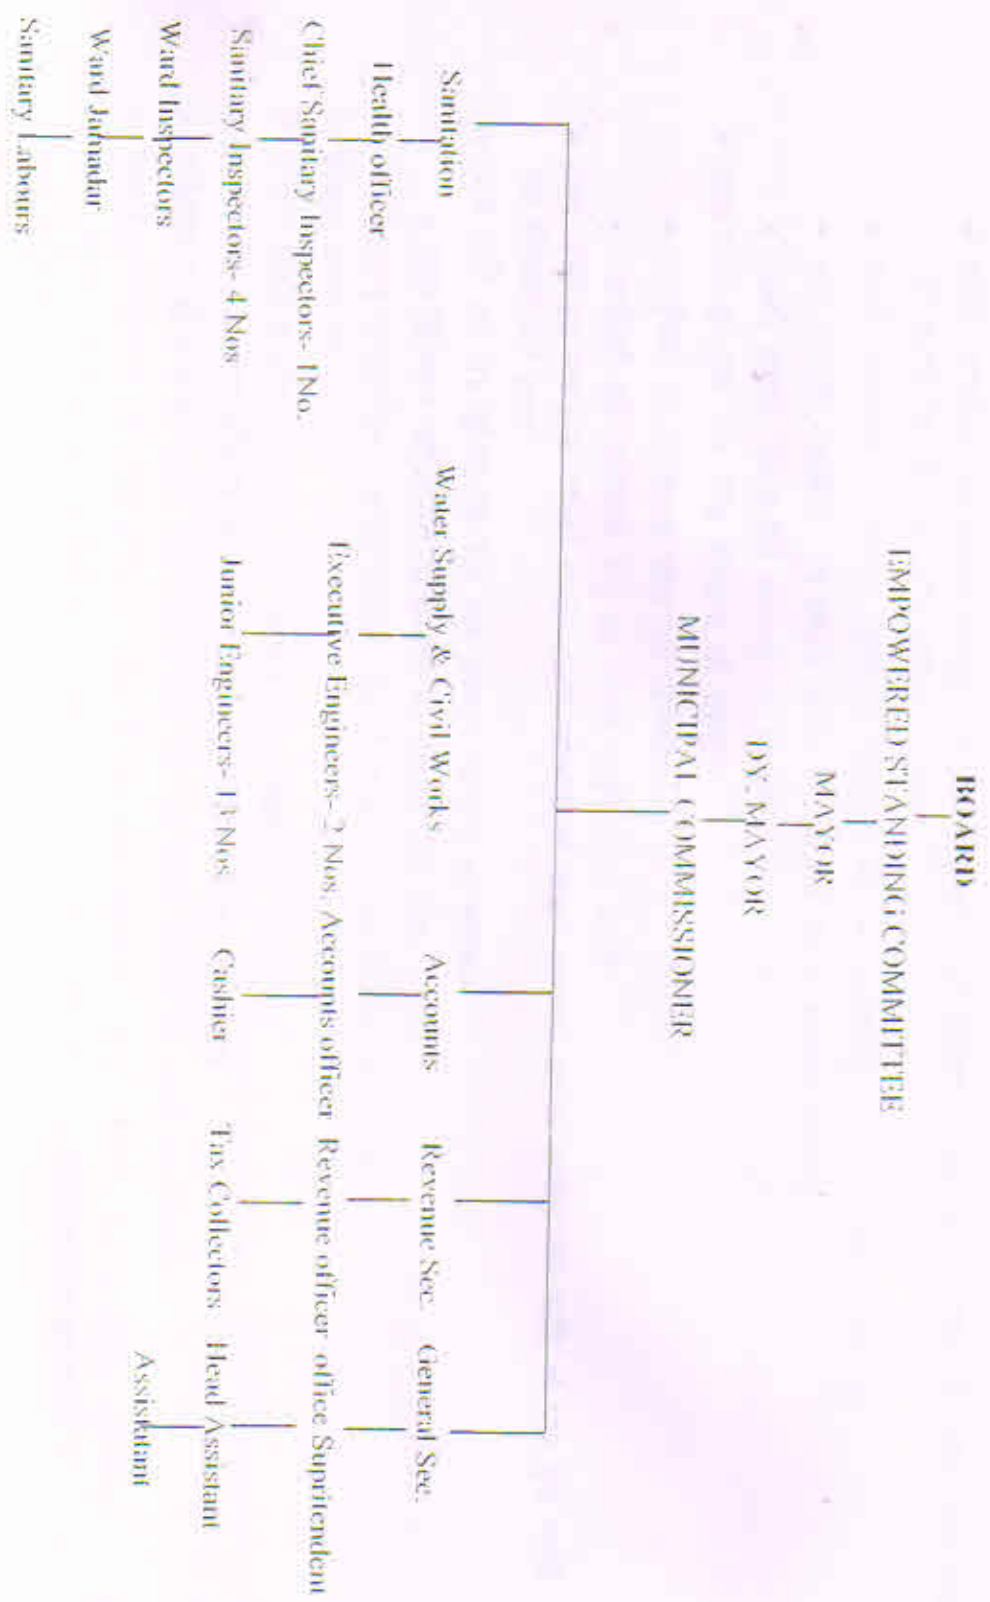 BOARD
EMPOWERED STANDING COMMITTEE
MAYOR
DY. MAYOR
MUNICIPAL COMMISSIONER
Sanitation
Water Supply & Civil Works
Accounts
Revenue Sec.
General Sec.
Health officer
Executive Engineers- 2 Nos.
Accounts officer
Revenue officer
office Supritendent
Chief Sanitary Inspectors- 1No.
Sanitary Inspectors- 4 Nos
Junior Engineers- 13 Nos
Cashier
Tax Collectors
Head Assistant
Ward Inspectors
Assistant
Ward Jamadar
Sanitary Labours